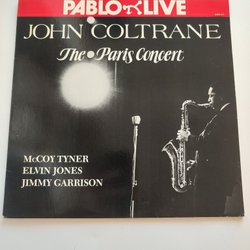 PABLO LIVE
JOHN COLTRANE
The Paris Concert
McCOY TYNER
ELVIN JONES
JIMMY GARRISON